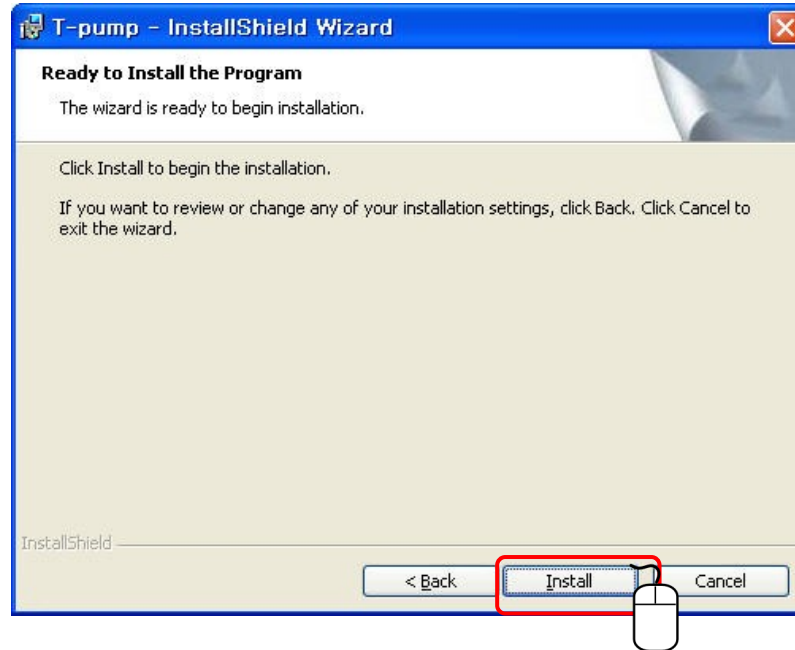 T-pump - InstallShield Wizard
Ready to Install the Program
The wizard is ready to begin installation.
Click Install to begin the installation.
If you want to review or change any of your installation settings, click Back. Click Cancel to
exit the wizard.
InstallShield
< Back Install Cancel